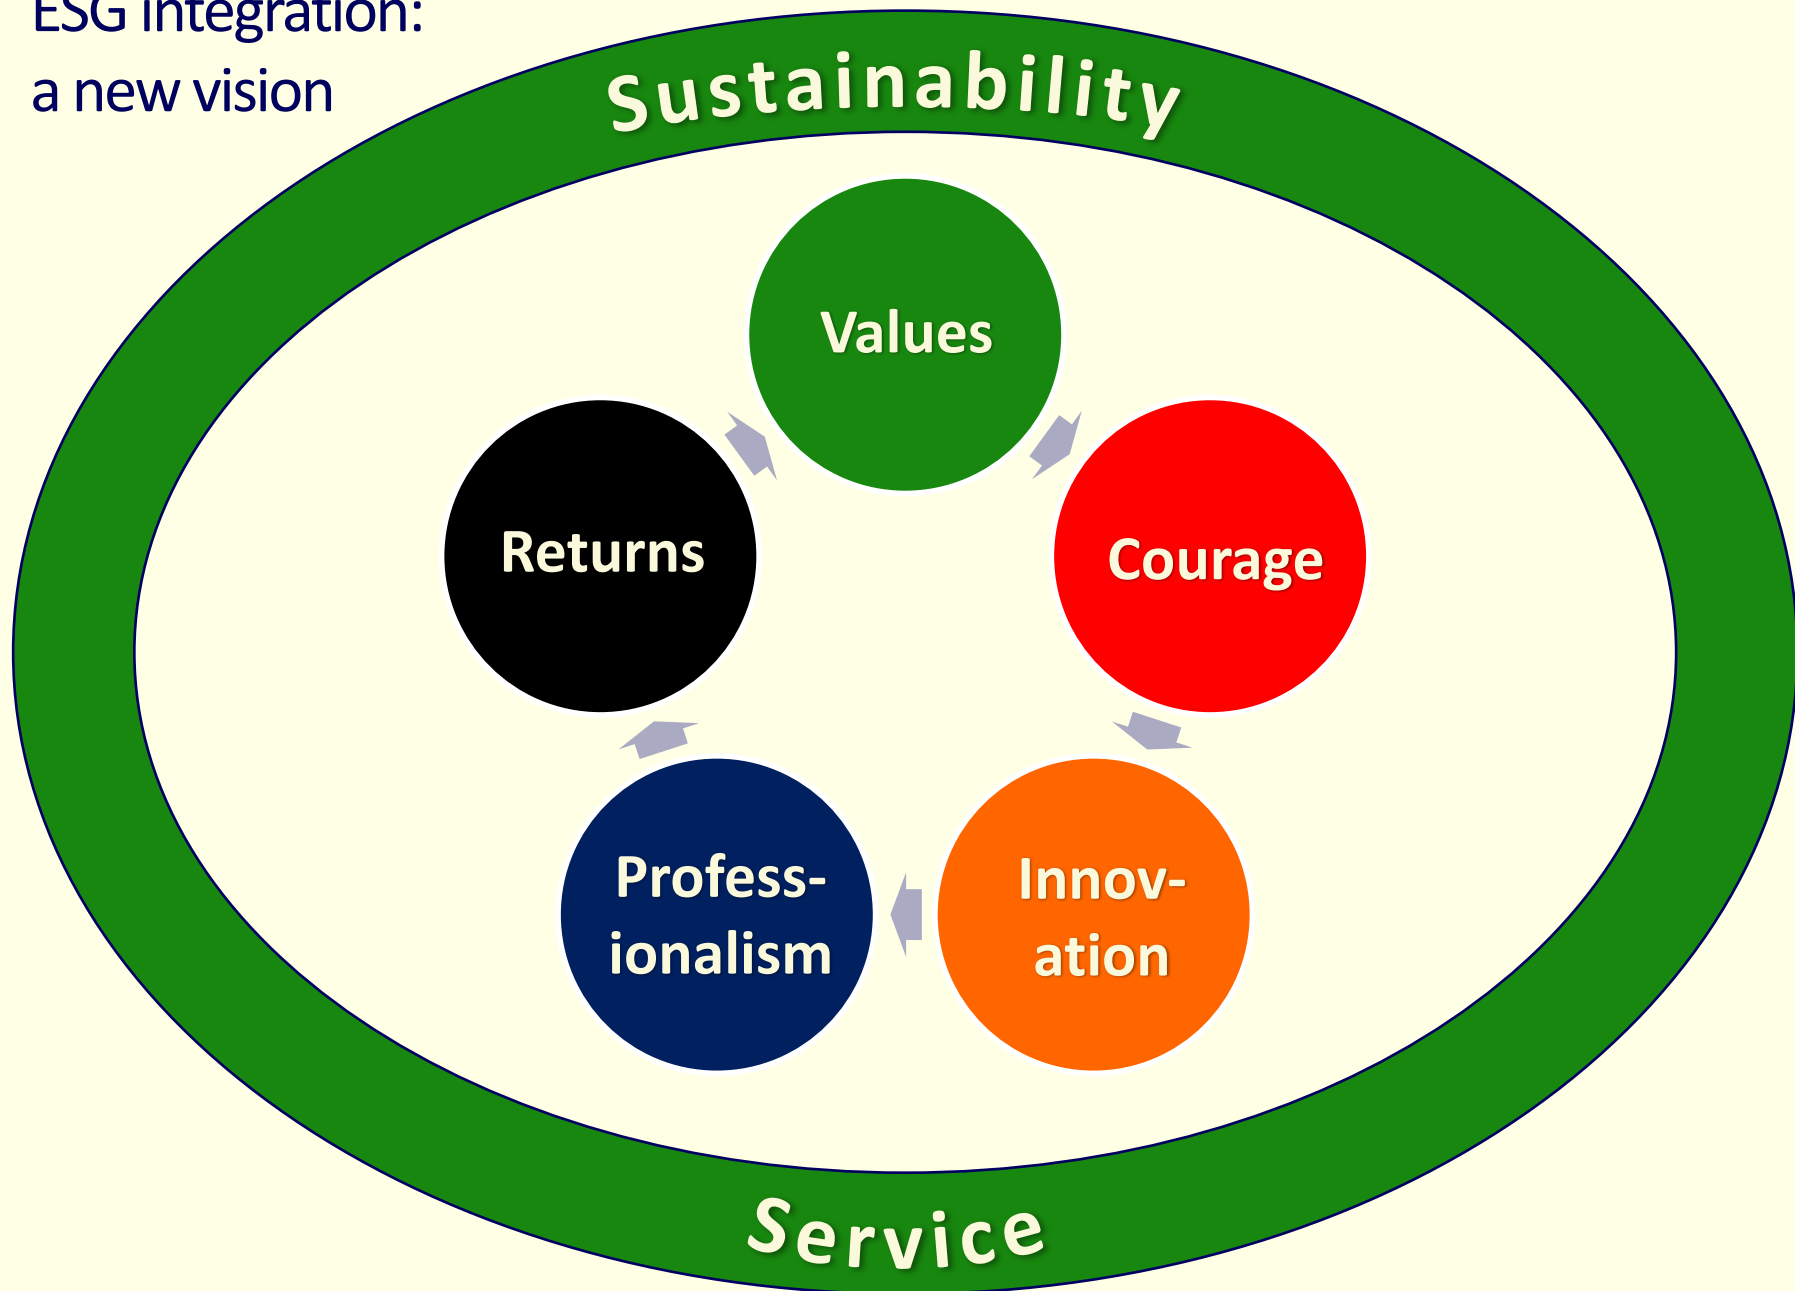 ESG integration:
a new vision
Sustainability
Values
Returns
Courage
Profess-
ionalism
Innov-
ation
Service